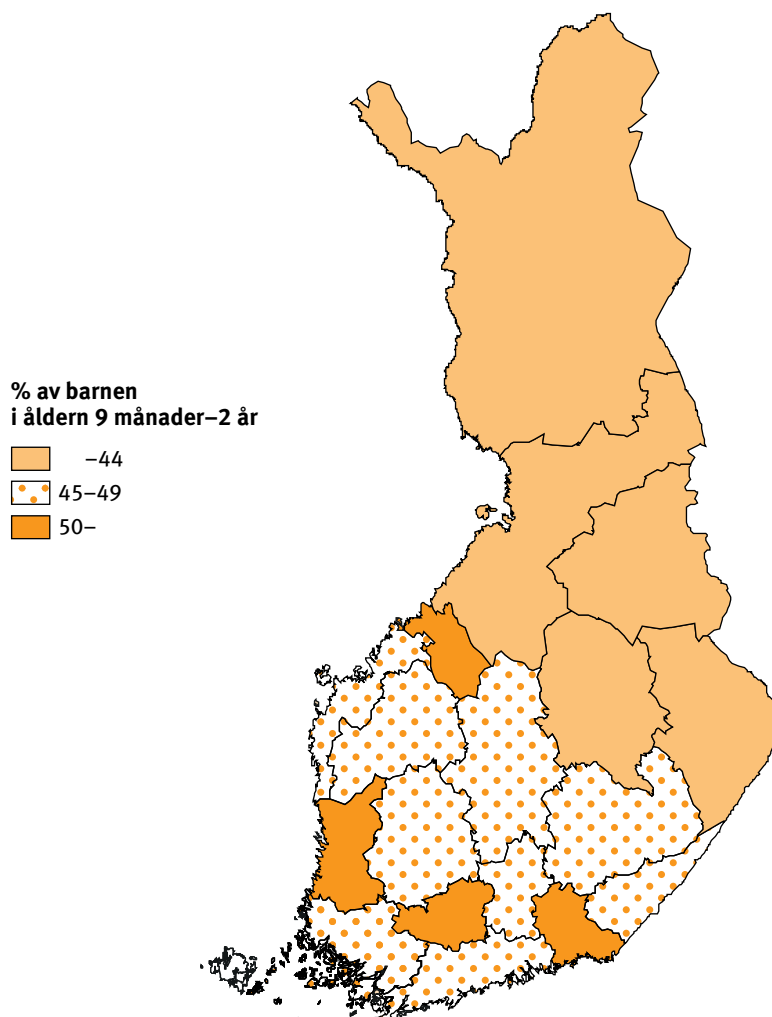 % av barnen
i åldern 9 månader–2 år
–44
45–49
50–